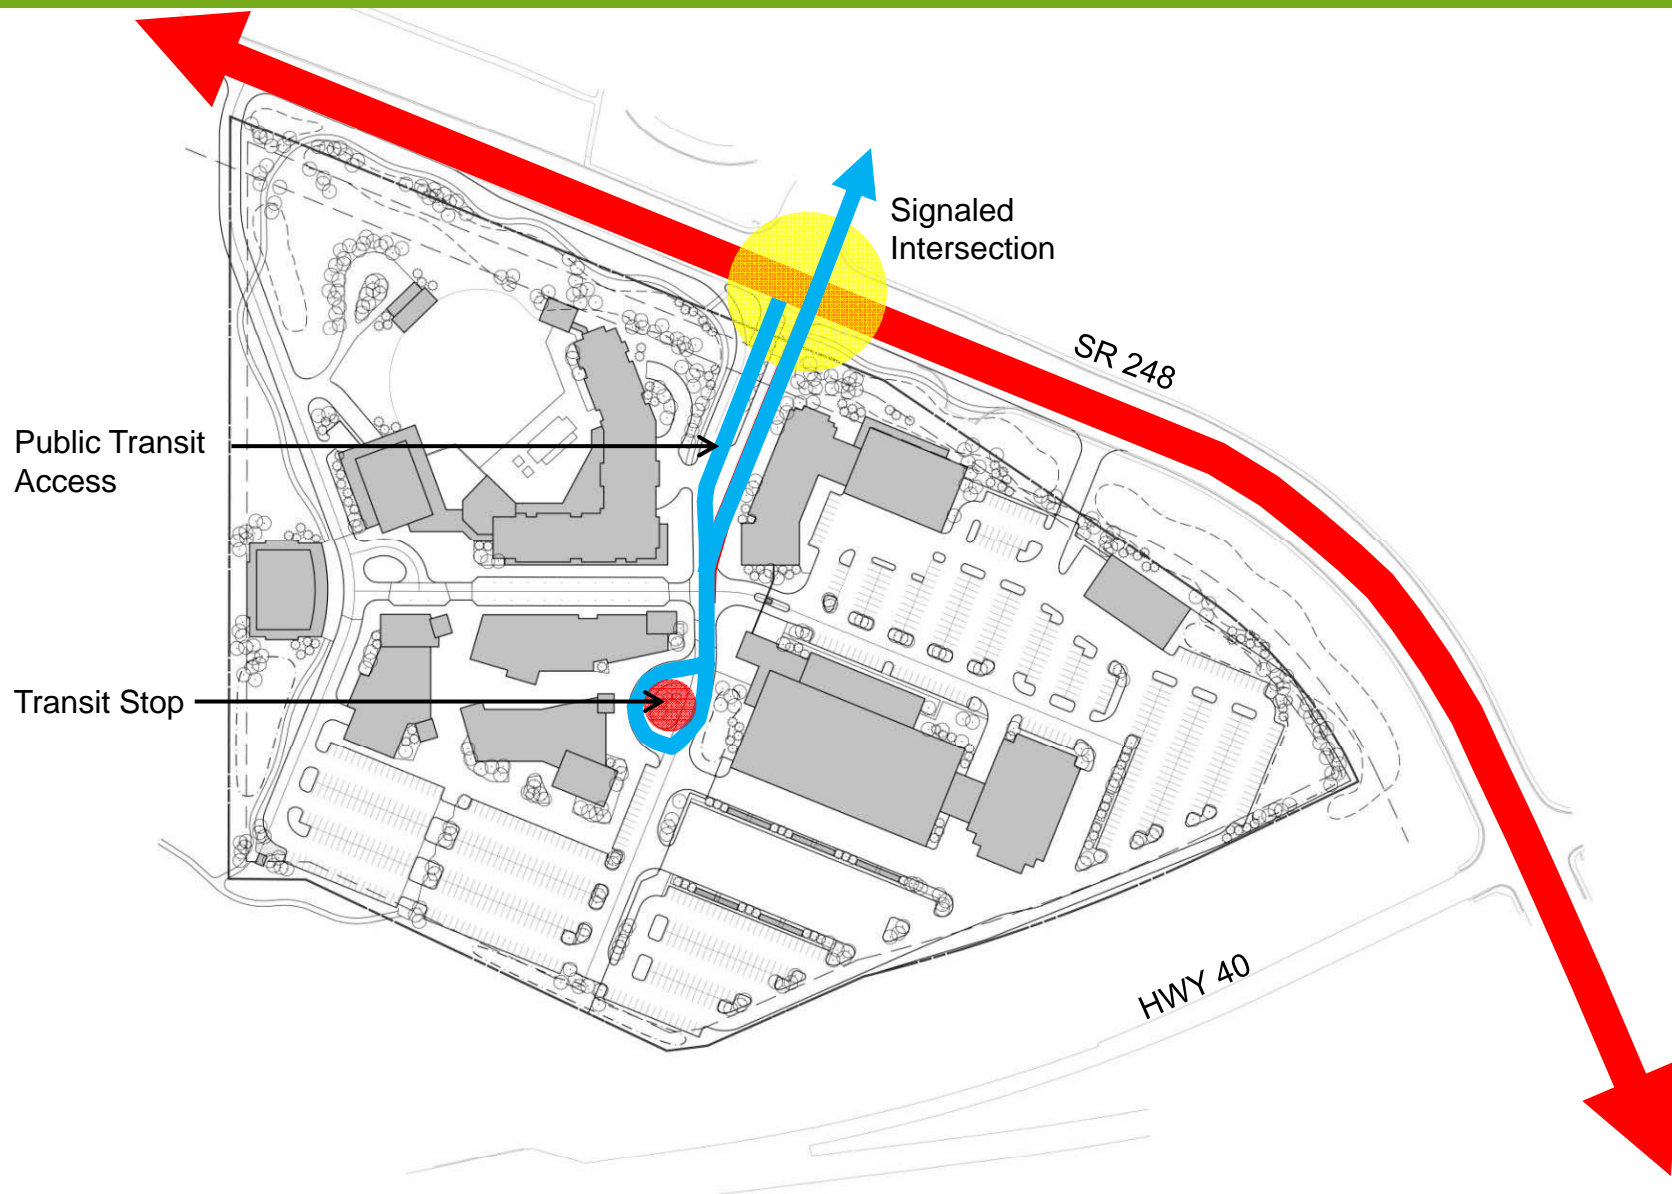 Signaled
Intersection
SR 248
Public Transit
Access
Transit Stop
HWY 40